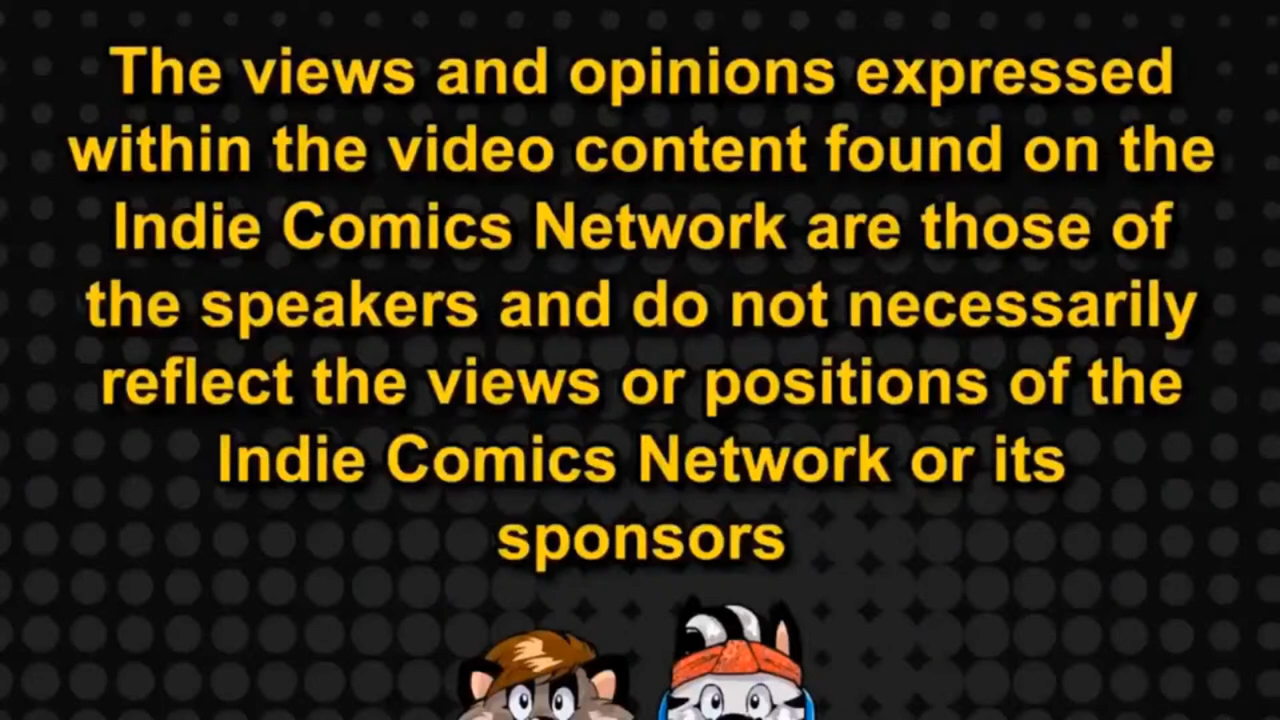 The views and opinions expressed
within the video content found on the
Indie Comics Network are those of
the speakers and do not necessarily
reflect the views or positions of the
Indie Comics Network or its
sponsors